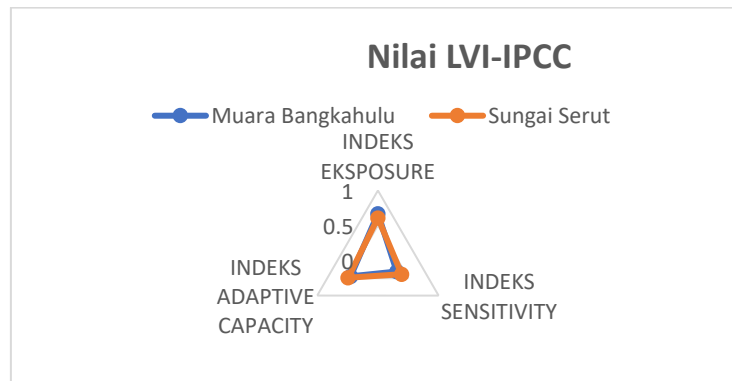 Nilai LVI-IPCC
Muara Bangkahulu
Sungai Serut
INDEKS
EKSPOSURE
1
0.5
0
INDEKS
ADAPTIVE
CAPACITY
INDEKS
SENSITIVITY